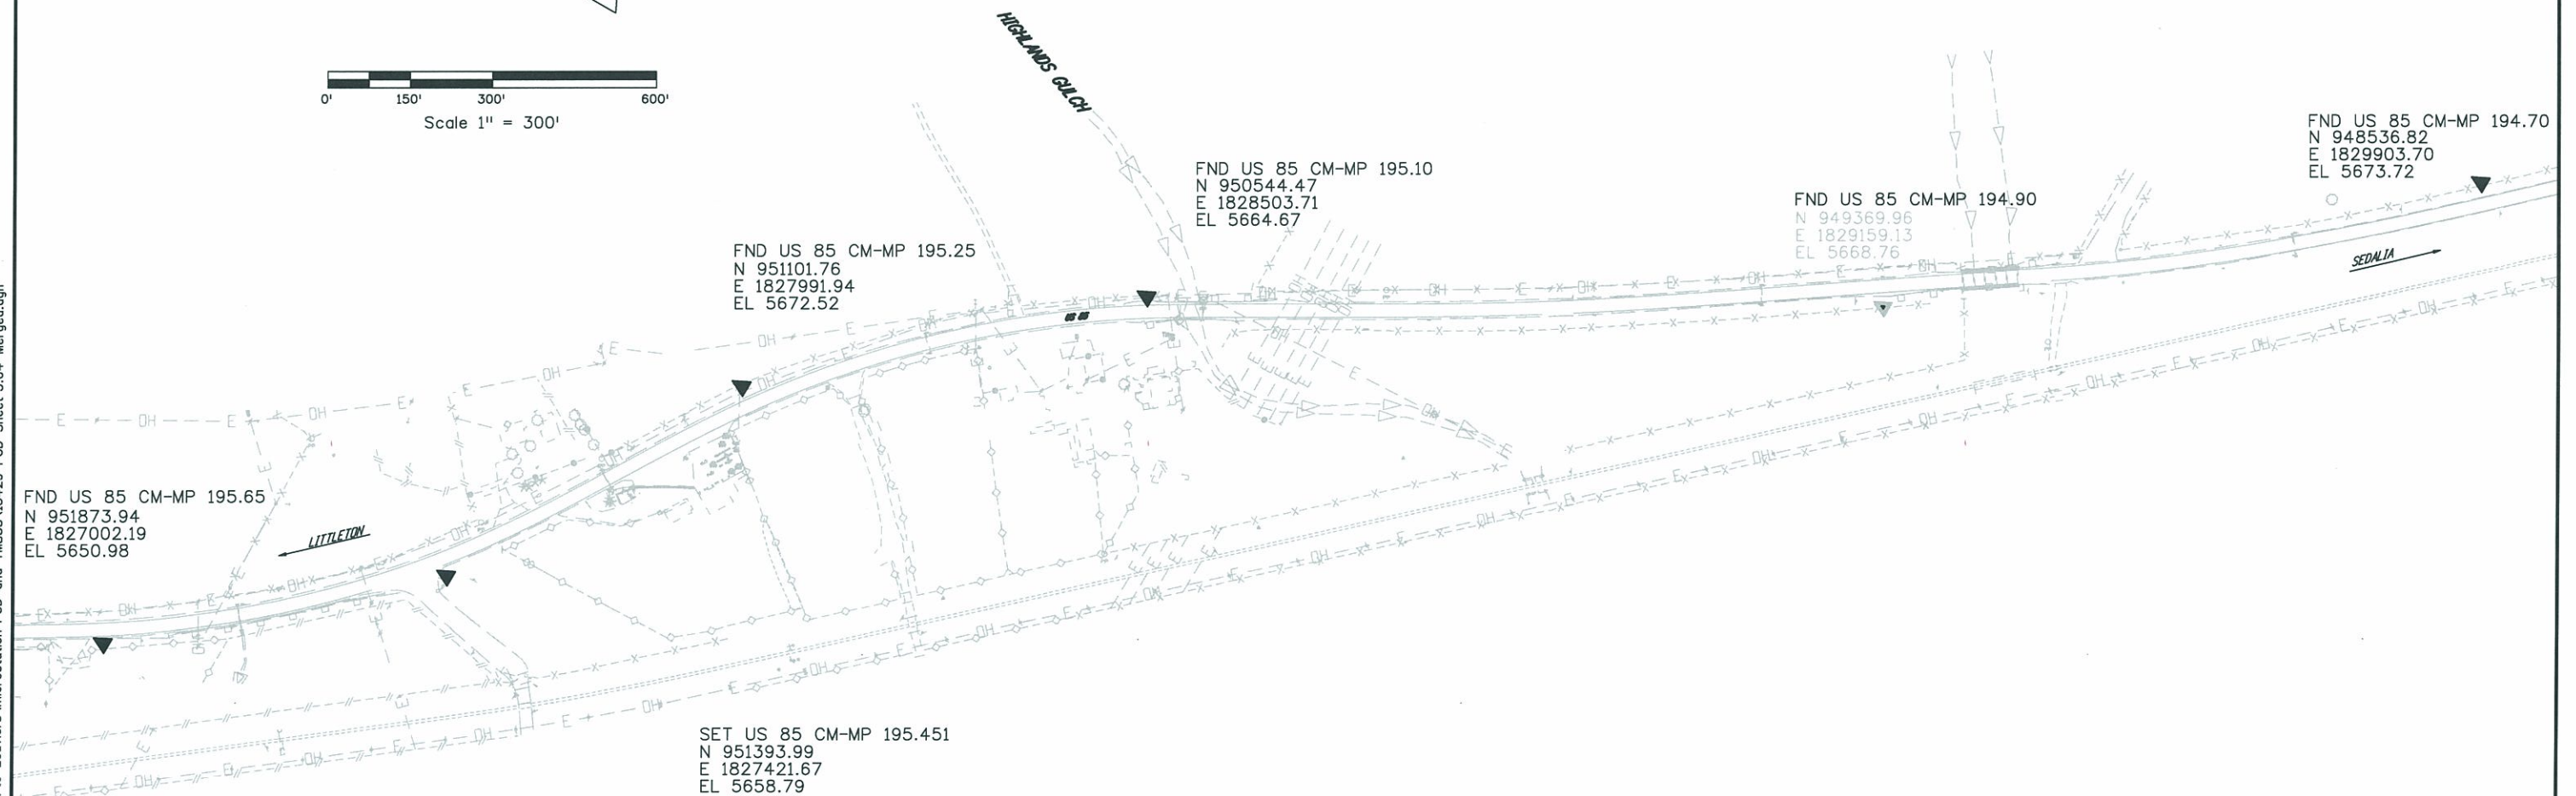 HIGHLANDS GULCH
0' 150' 300' 600'
Scale 1" = 300'
FND US 85 CM-MP 194.70
N 948536.82
E 1829903.70
EL 5673.72
FND US 85 CM-MP 195.10
N 950544.47
E 1828503.71
EL 5664.67
FND US 85 CM-MP 194.90
N 949369.96
E 1829159.13
EL 5668.76
FND US 85 CM-MP 195.25
N 951101.76
E 1827991.94
EL 5672.52
SEDALIA
US 85
FND US 85 CM-MP 195.65
N 951873.94
E 1827002.19
EL 5650.98
LITTLETON
SET US 85 CM-MP 195.451
N 951393.99
E 1827421.67
EL 5658.79